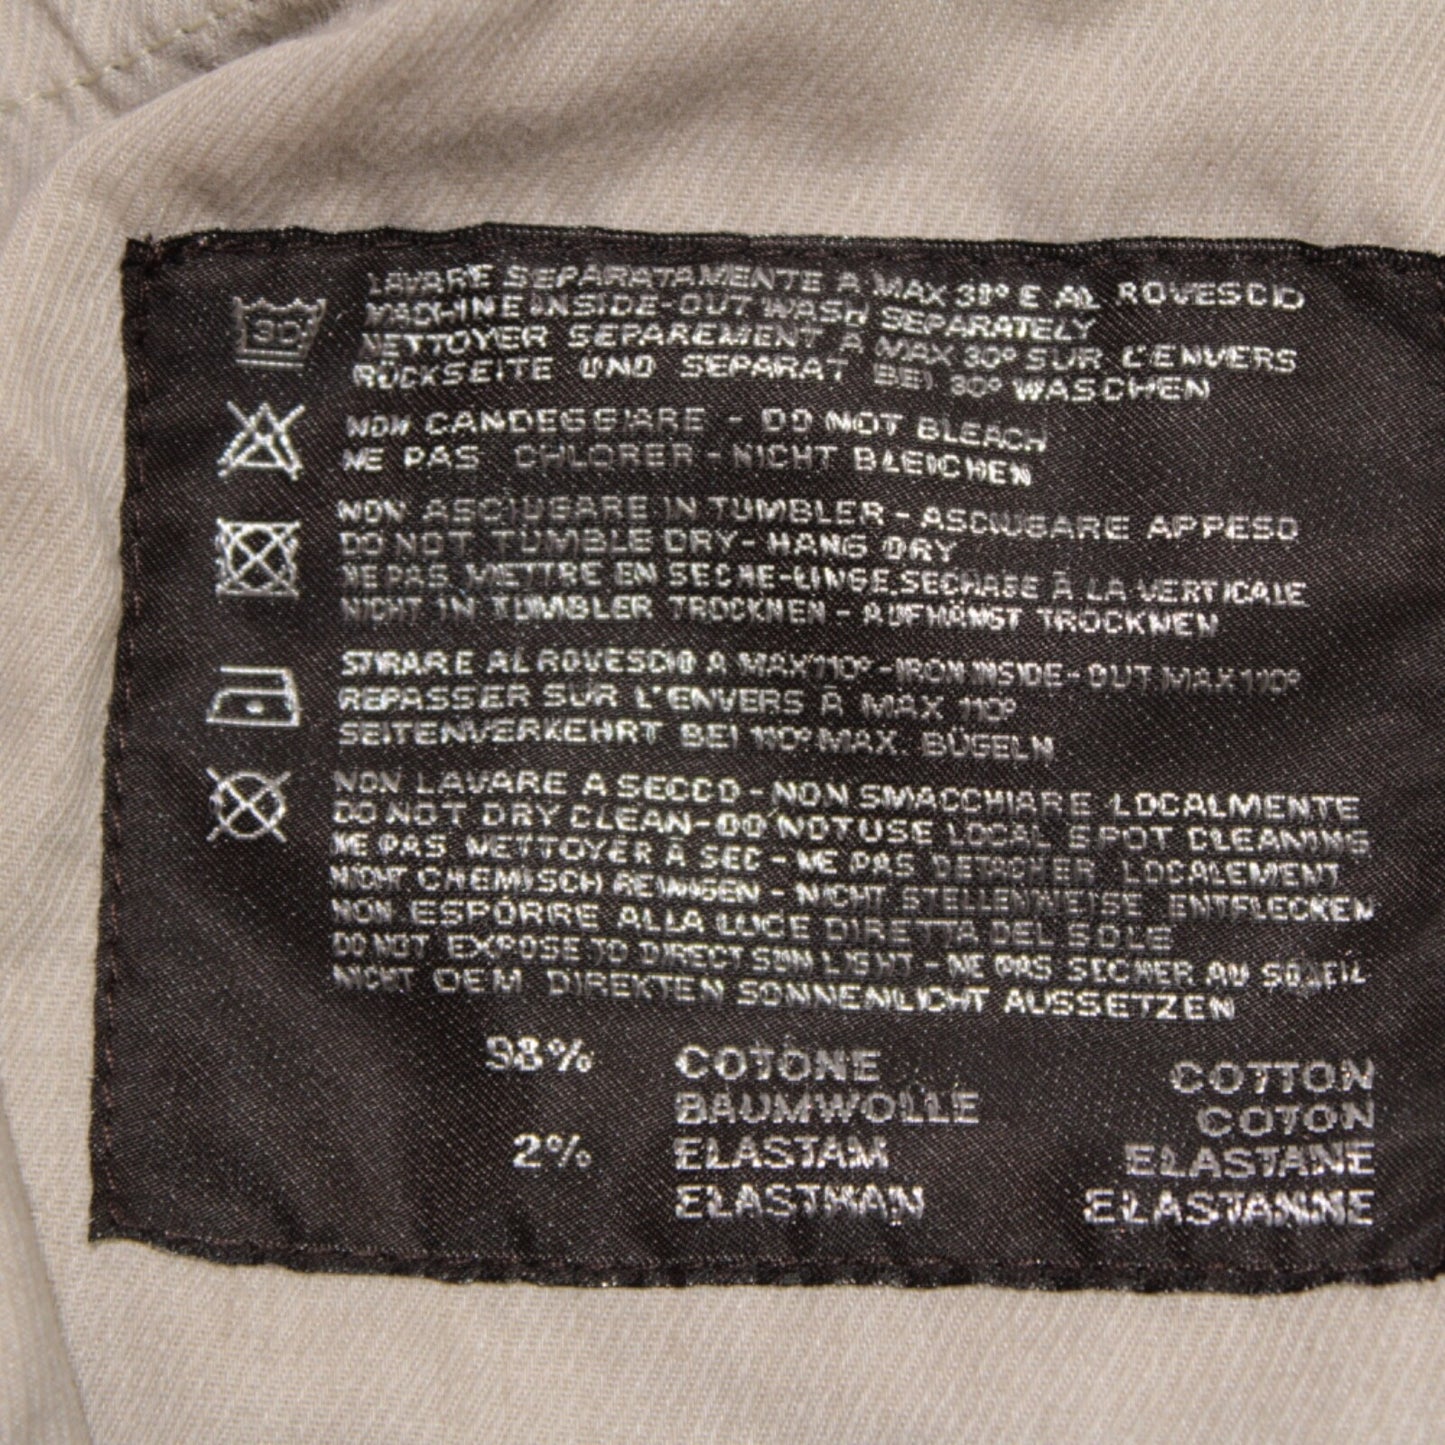 30
LAVARE SEPARATAMENTE A MAX 30° E AL ROVESCIO
MACHINE INSIDE-OUT WASH SEPARATELY
NETTOYER SEPAREMENT A MAX 30° SUR L'ENVERS
RÜCKSEITE UND SEPARAT BEI 30° WASCHEN
NON CANDEGGIARE - DO NOT BLEACH
NE PAS CHLORER - NICHT BLEICHEN
NON ASCIUGARE IN TUMBLER - ASCIUGARE APPESO
DO NOT TUMBLE DRY - HANG DRY
NE PAS METTRE EN SECHE-LINGE SECHAGE À LA VERTICALE
NICHT IN TUMBLER TROCKNEN - AUFHÄNGT TROCKNEN
STIRARE AL ROVESCIO A MAX 110° - IRON INSIDE-OUT MAX 110°
REPASSER SUR L'ENVERS À MAX 110°
SEITENVERKEHRT BEI 110° MAX. BÜGELN
NON LAVARE A SECCO - NON SMACCHIARE LOCALMENTE
DO NOT DRY CLEAN - DO NOT USE LOCAL SPOT CLEANING
NE PAS NETTOYER À SEC - NE PAS DETACHER LOCALEMENT
NICHT CHEMISCH REINIGEN - NICHT STELLENWEISE ENTFLECKEN
NON ESPORRE ALLA LUCE DIRETTA DEL SOLE
DO NOT EXPOSE TO DIRECT SUN LIGHT - NE PAS SECHER AU SOLEIL
NICHT DEM DIREKTEN SONNENLICHT AUSSETZEN
98% COTONE COTTON
BAUMWOLLE COTON
2% ELASTAM ELASTANE
ELASTHAN ELASTANNE